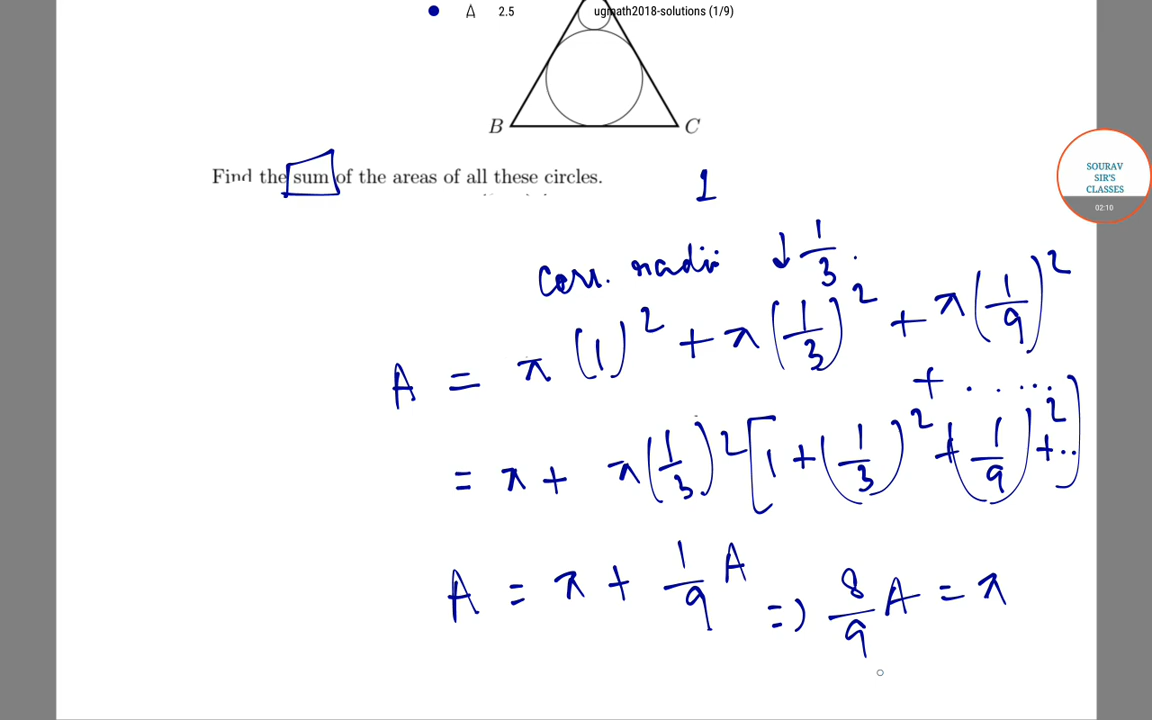 A 2.5 ugmath2018-solutions (1/9)
B C
Find the sum of the areas of all these circles.
SOURAV
SIR'S
CLASSES
02:10
1
Corr. radii ↓ 1/3.
A = π (1)² + π(1/3)² + π(1/9)²
+ . . . . .
= π + π(1/3)² [1 + (1/3)² + (1/9)² + ..]
A = π + 1/9 A => 8/9 A = π